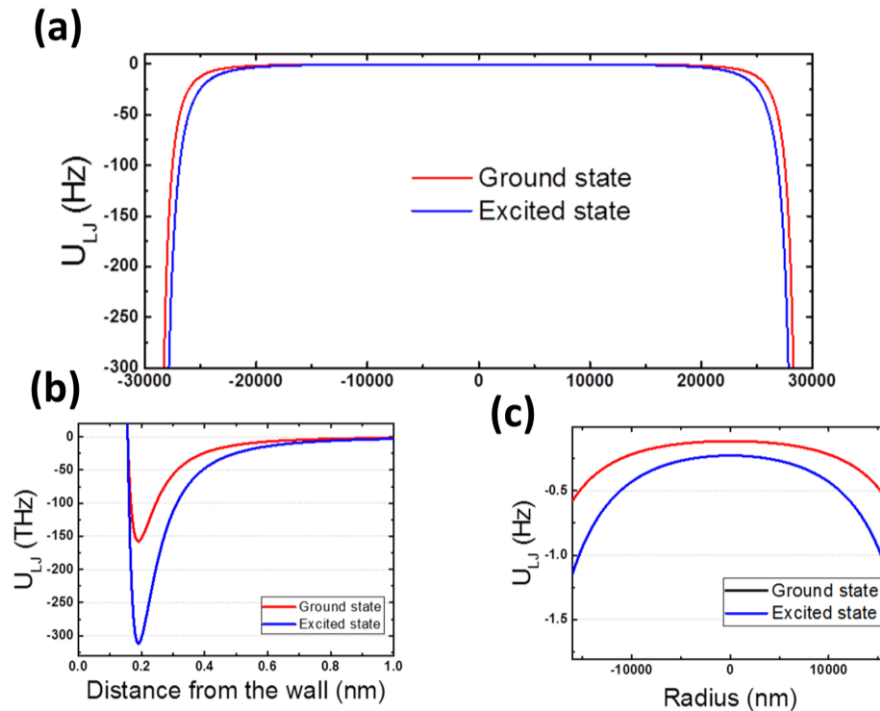 (a)
U_LJ (Hz)
0
-50
-100
-150
-200
-250
-300
Ground state
Excited state
-30000 -20000 -10000 0 10000 20000 30000
(b)
U_LJ (THz)
0
-50
-100
-150
-200
-250
-300
Ground state
Excited state
0.0 0.2 0.4 0.6 0.8 1.0
Distance from the wall (nm)
(c)
U_LJ (Hz)
-0.5
-1.0
-1.5
Ground state
Excited state
-10000 0 10000
Radius (nm)